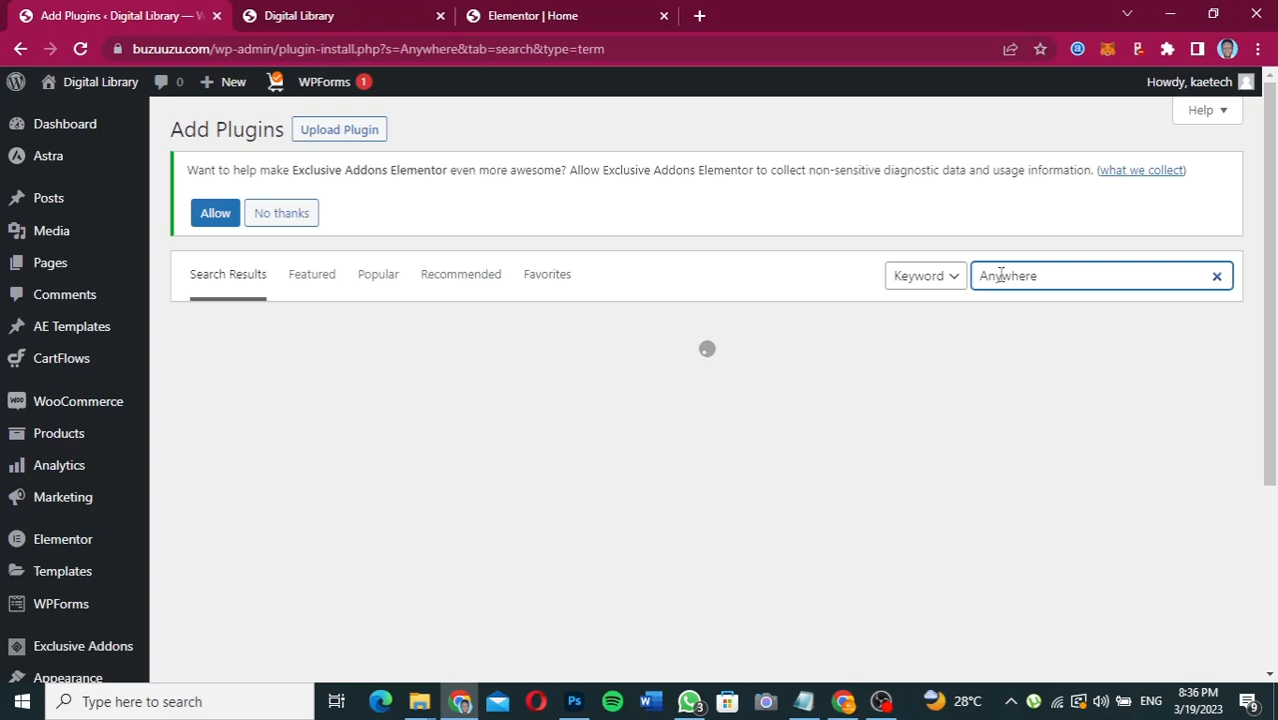 Add Plugins ‹ Digital Library — W
Digital Library
Elementor | Home
buzuuzu.com/wp-admin/plugin-install.php?s=Anywhere&tab=search&type=term
Digital Library
0
New
WPForms 1
Howdy, kaetech
Help
Dashboard
Astra
Posts
Media
Pages
Comments
AE Templates
CartFlows
WooCommerce
Products
Analytics
Marketing
Elementor
Templates
WPForms
Exclusive Addons
Appearance
Add Plugins
Upload Plugin
Want to help make Exclusive Addons Elementor even more awesome? Allow Exclusive Addons Elementor to collect non-sensitive diagnostic data and usage information. (what we collect)
Allow
No thanks
Search Results
Featured
Popular
Recommended
Favorites
Keyword
Anywhere
Type here to search
3
28°C
ENG
8:36 PM
3/19/2023
9